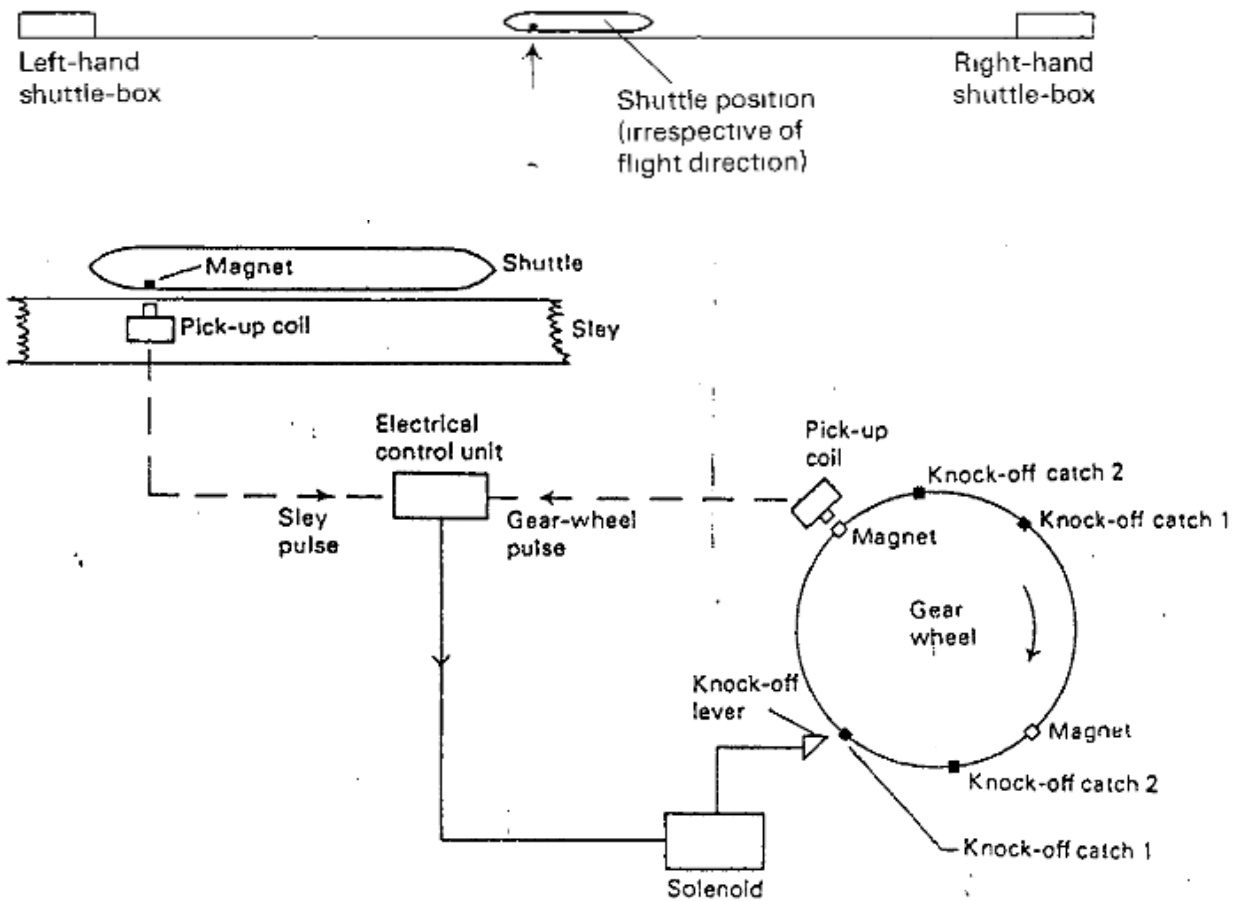 Left-hand
shuttle-box
Right-hand
shuttle-box
Shuttle position
(irrespective of
flight direction)
Magnet
Shuttle
Pick-up coil
Sley
Electrical
control unit
Pick-up
coil
Knock-off catch 2
Knock-off catch 1
Sley
pulse
Gear-wheel
pulse
Magnet
Gear
wheel
Knock-off
lever
Magnet
Knock-off catch 2
Knock-off catch 1
Solenoid